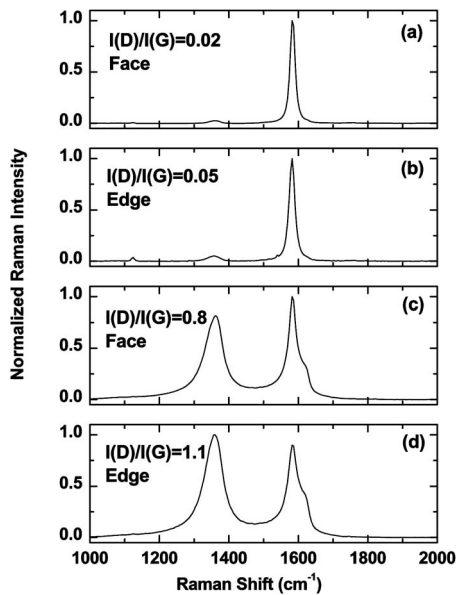 Normalized Raman Intensity
I(D)/I(G)=0.02
Face
(a)
1.0
0.5
0.0
I(D)/I(G)=0.05
Edge
(b)
1.0
0.5
0.0
I(D)/I(G)=0.8
Face
(c)
1.0
0.5
0.0
I(D)/I(G)=1.1
Edge
(d)
1.0
0.5
0.0
1000 1200 1400 1600 1800 2000
Raman Shift (cm⁻¹)